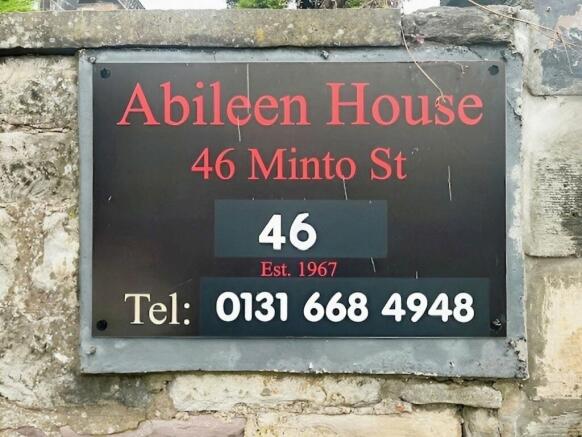 Abileen House
46 Minto St
46
Est. 1967
Tel: 0131 668 4948